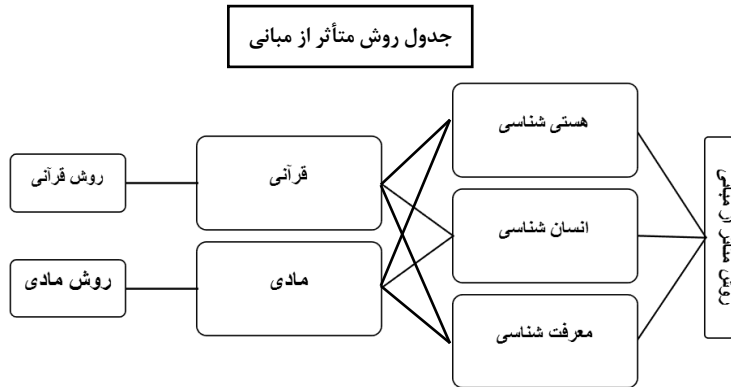 جدول روش متأثر از مبانی
روش متاثر از مبانی
هستی شناسی
انسان شناسی
معرفت شناسی
قرآنی
مادی
روش قرآنی
روش مادی